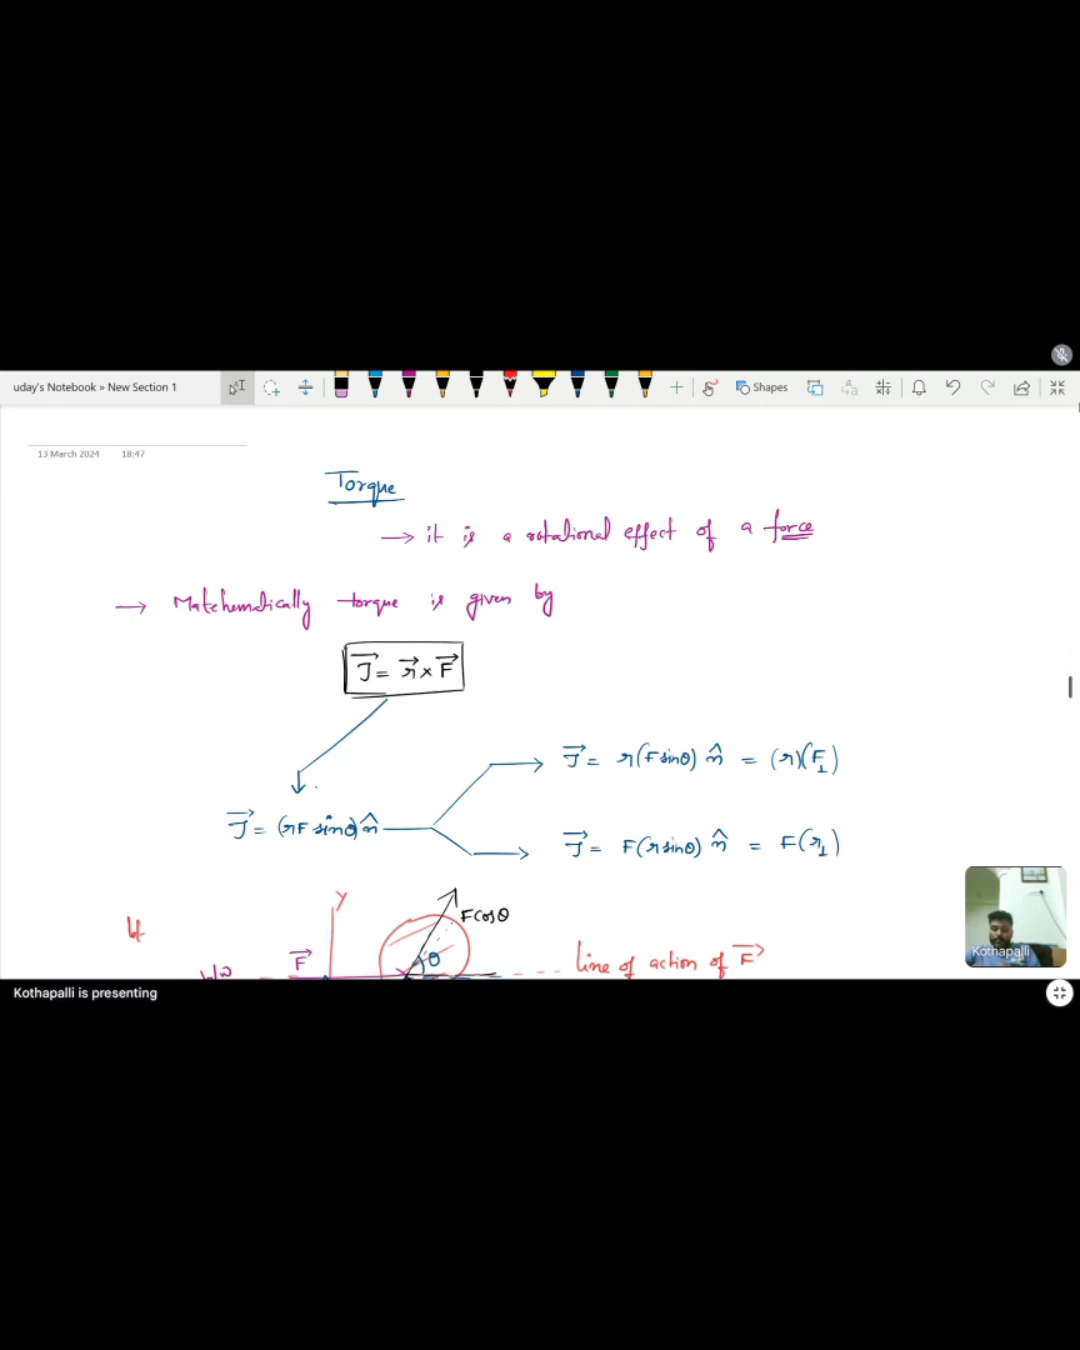 uday's Notebook » New Section 1
Shapes
13 March 2024 18:47
Torque
→ it is a rotational effect of a force
→ Mathematically torque is given by
τ⃗ = r⃗ × F⃗
τ⃗ = r(F sinθ) n̂ = (r)(F⊥)
τ⃗ = (rF sinθ) n̂
τ⃗ = F(r sinθ) n̂ = F(r⊥)
y
F cosθ
F⃗
θ
line of action of F⃗
Kothapalli
Kothapalli is presenting